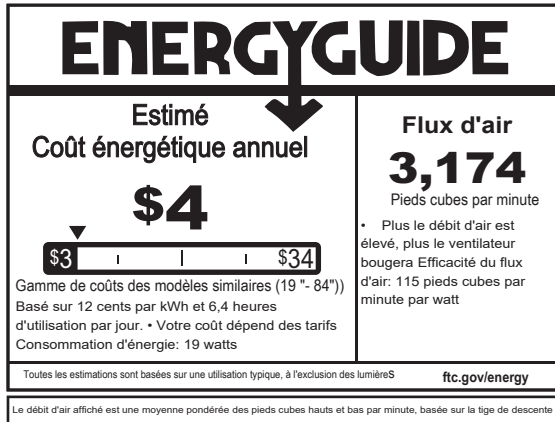 ENERGYGUIDE
Estimé
Coût énergétique annuel
$4
$3 $34
Gamme de coûts des modèles similaires (19 "- 84"))
Basé sur 12 cents par kWh et 6,4 heures
d'utilisation par jour. • Votre coût dépend des tarifs
Consommation d'énergie: 19 watts
Flux d'air
3,174
Pieds cubes par minute
• Plus le débit d'air est
élevé, plus le ventilateur
bougera Efficacité du flux
d'air: 115 pieds cubes par
minute par watt
Toutes les estimations sont basées sur une utilisation typique, à l'exclusion des lumièreS
ftc.gov/energy
Le débit d'air affiché est une moyenne pondérée des pieds cubes hauts et bas par minute, basée sur la tige de descente